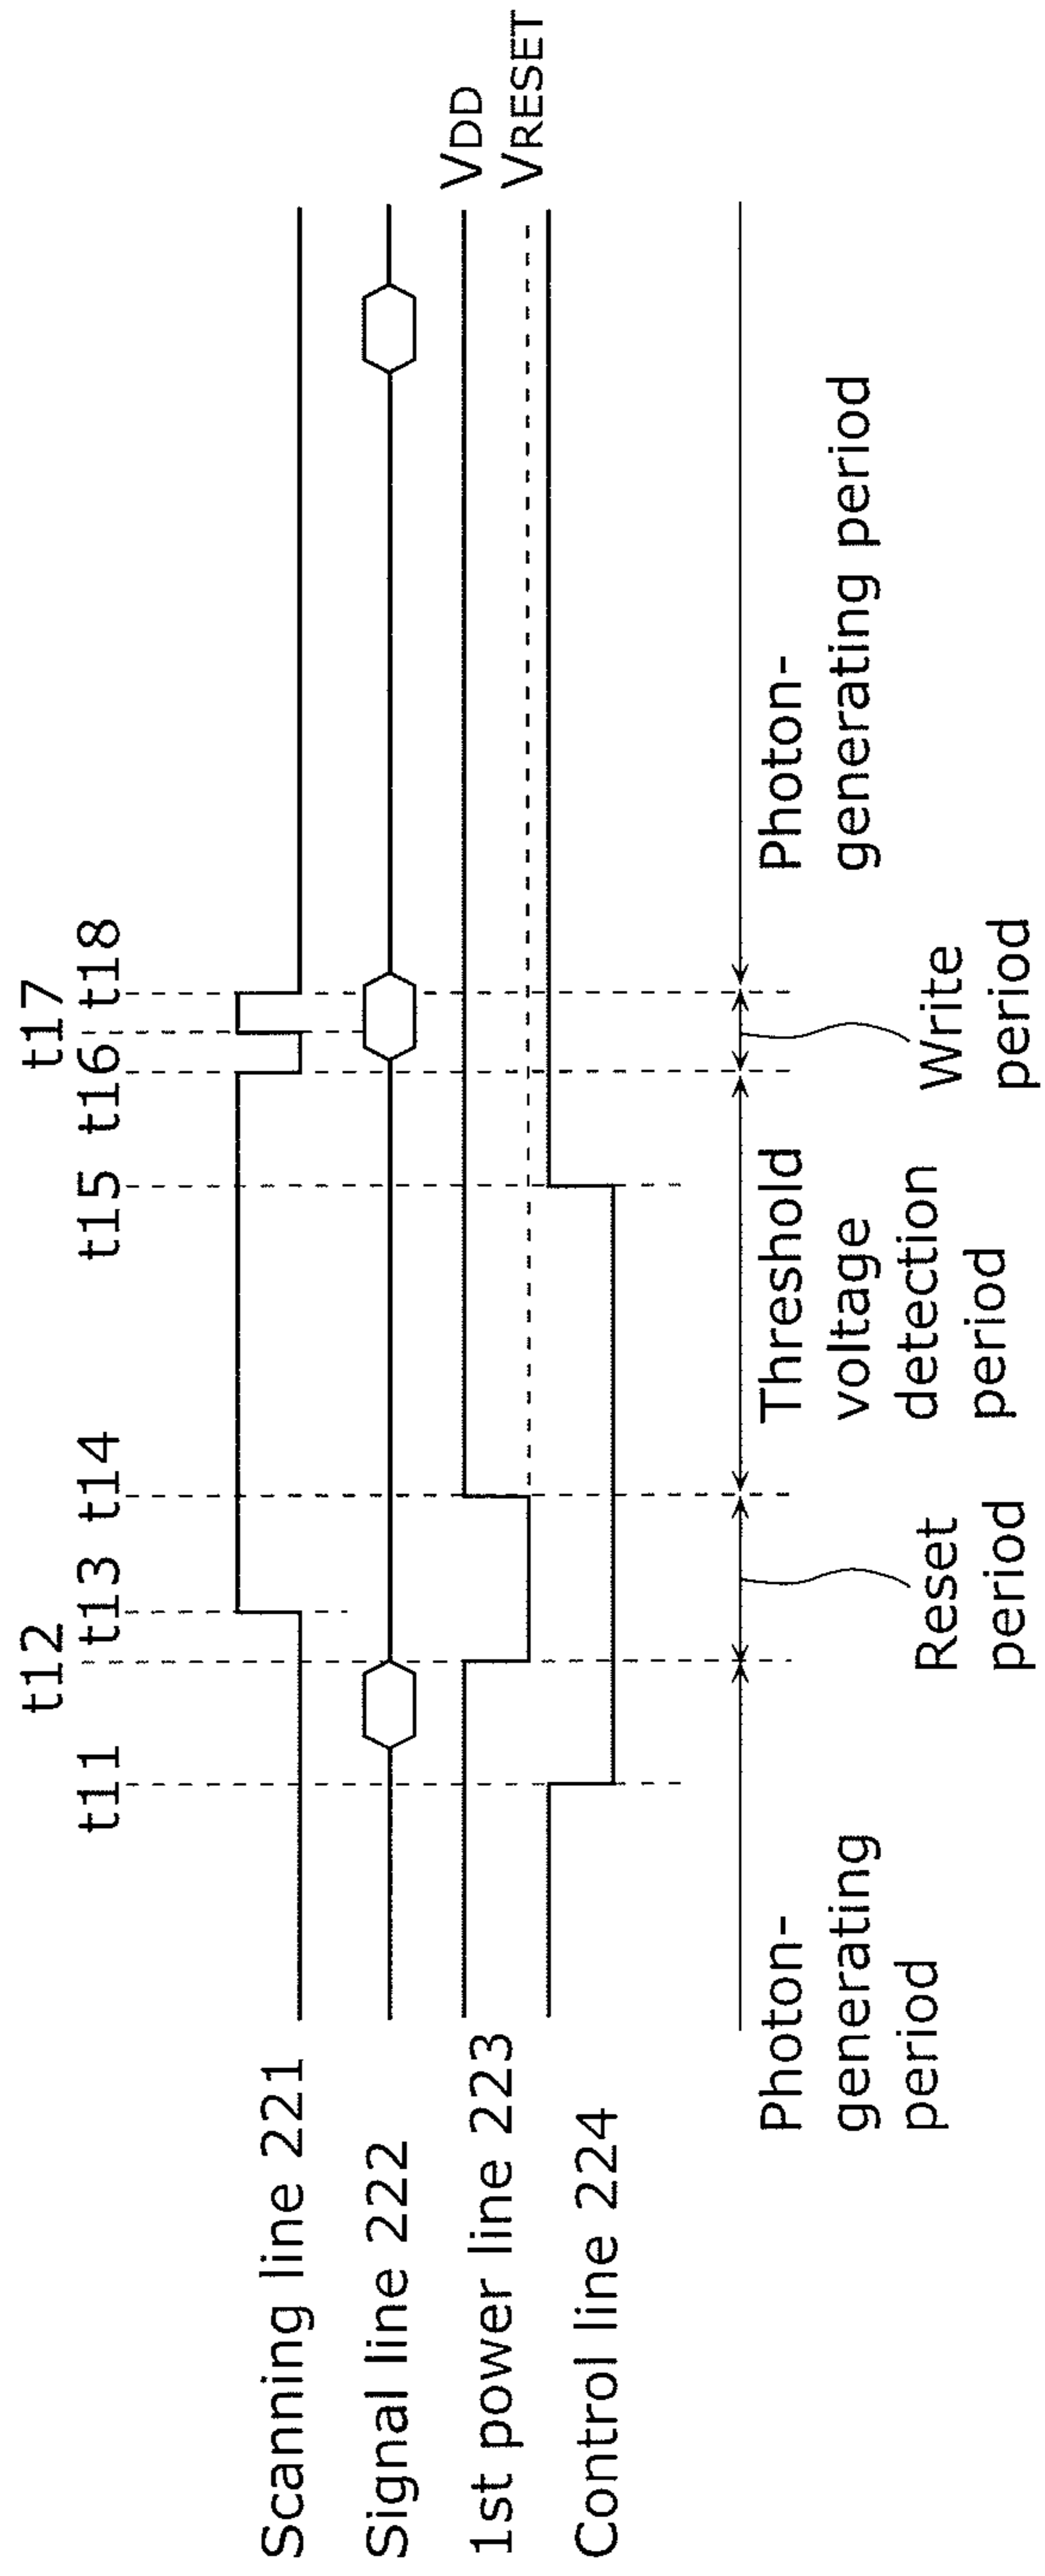 t12
t17
t11
t13
t14
t15
t16
t18
Scanning line 221
Signal line 222
1st power line 223
VDD
VRESET
Control line 224
Photon-
generating
period
Reset
period
Threshold
voltage
detection
period
Write
period
Photon-
generating period